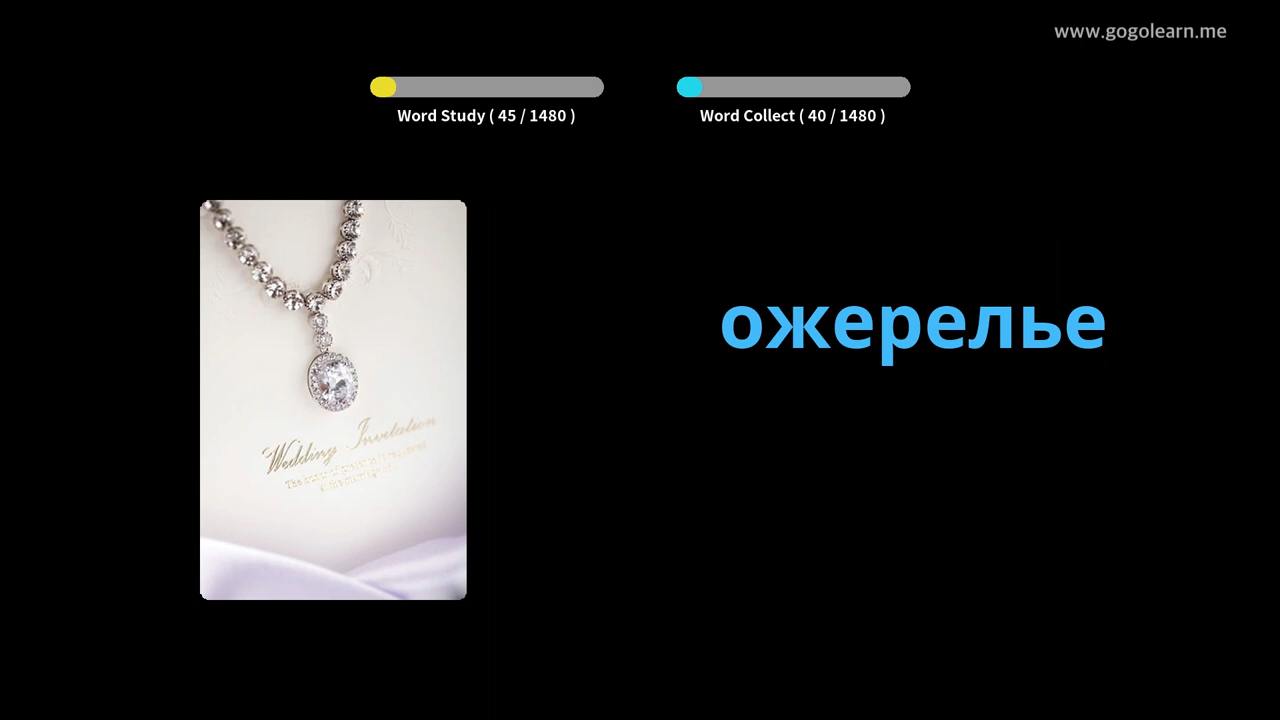 www.gogolearn.me
Word Study ( 45 / 1480 )
Word Collect ( 40 / 1480 )
ожерелье
Wedding Invitation